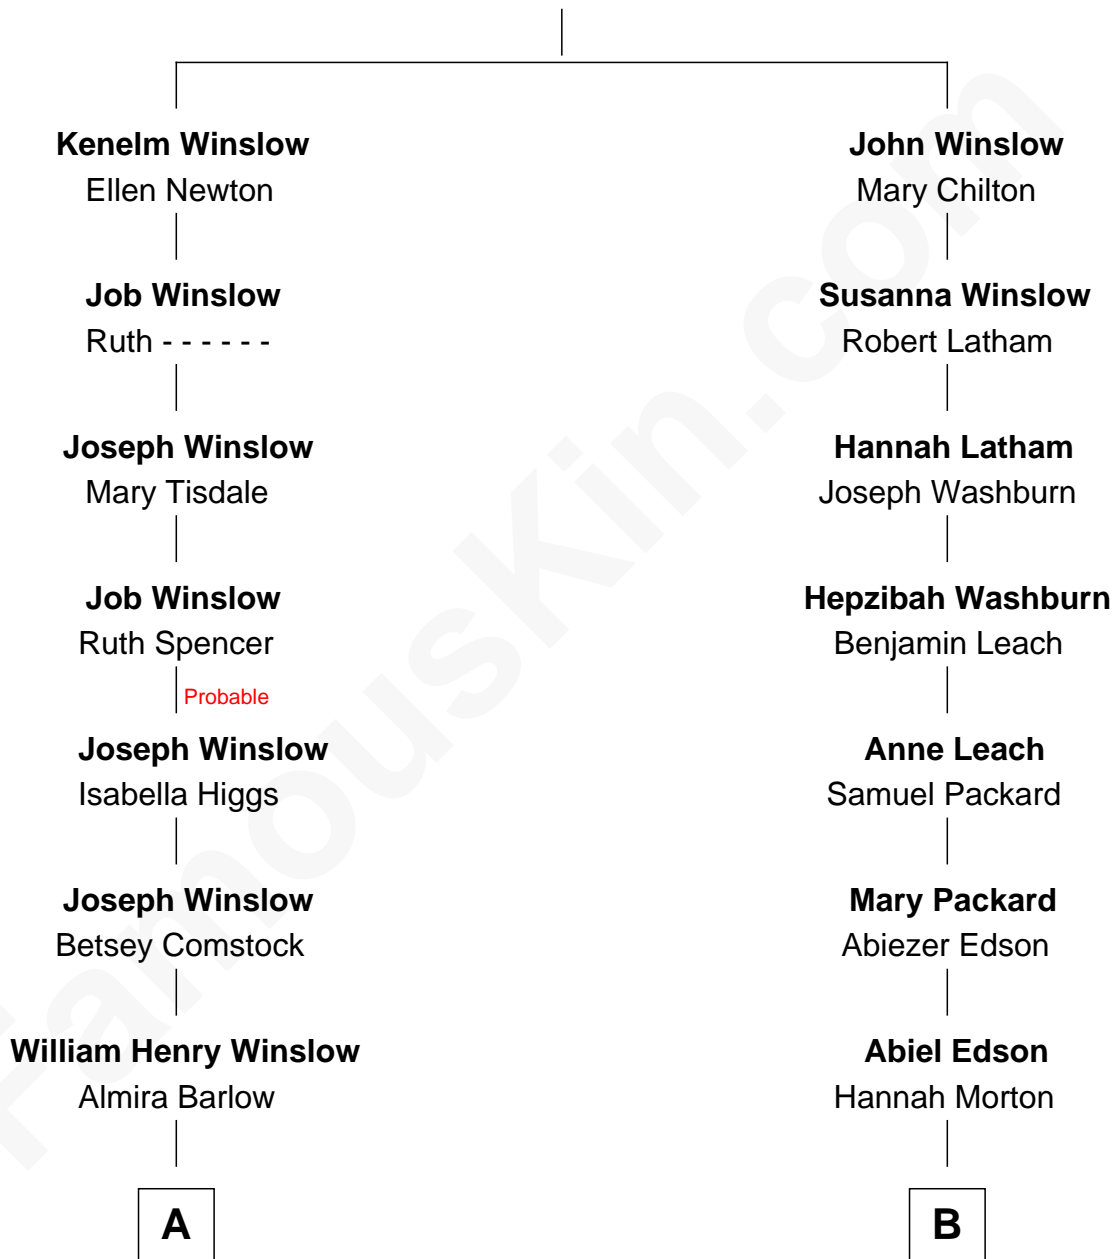 Kenelm Winslow
Ellen Newton
Job Winslow
Ruth - - - - - -
Joseph Winslow
Mary Tisdale
Job Winslow
Ruth Spencer
Probable
Joseph Winslow
Isabella Higgs
Joseph Winslow
Betsey Comstock
William Henry Winslow
Almira Barlow
A
John Winslow
Mary Chilton
Susanna Winslow
Robert Latham
Hannah Latham
Joseph Washburn
Hepzibah Washburn
Benjamin Leach
Anne Leach
Samuel Packard
Mary Packard
Abiezer Edson
Abiel Edson
Hannah Morton
B
FamousKin.com